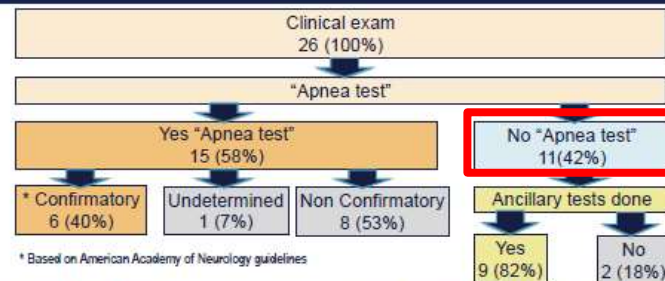 Clinical exam
26 (100%)
"Apnea test"
Yes "Apnea test"
15 (58%)
No "Apnea test"
11(42%)
* Confirmatory
6 (40%)
Undetermined
1 (7%)
Non Confirmatory
8 (53%)
Ancillary tests done
* Based on American Academy of Neurology guidelines
Yes
9 (82%)
No
2 (18%)